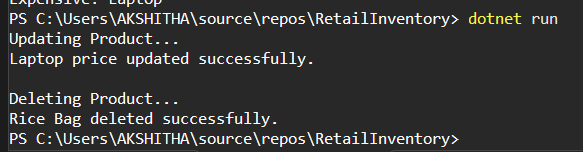 Expensive: Laptop
PS C:\Users\AKSHITHA\source\repos\RetailInventory> dotnet run
Updating Product...
Laptop price updated successfully.
Deleting Product...
Rice Bag deleted successfully.
PS C:\Users\AKSHITHA\source\repos\RetailInventory>